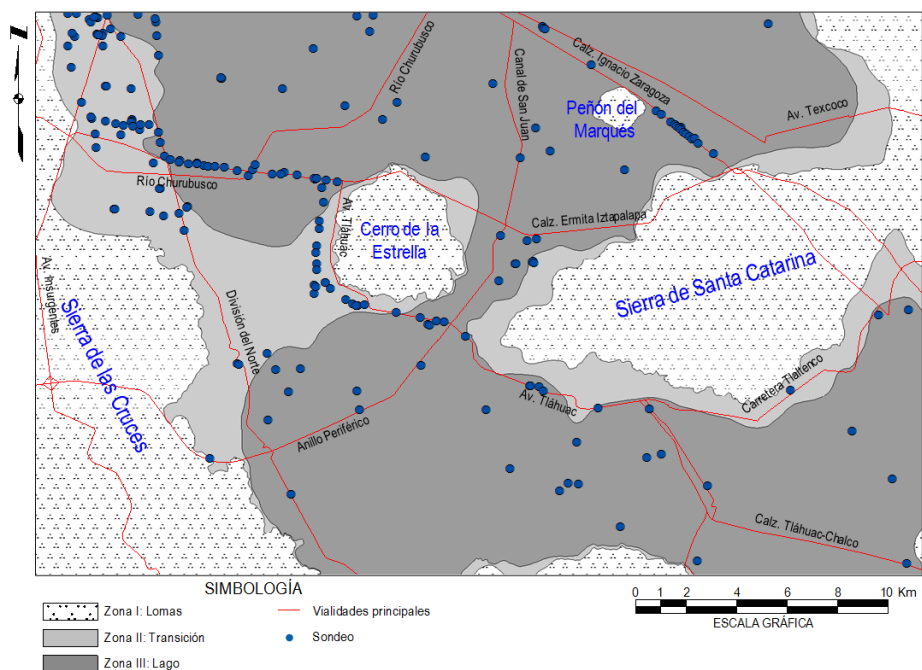 Río Churubusco
Canal de San Juan
Calz. Ignacio Zaragoza
Av. Texcoco
Peñón del
Marqués
Río Churubusco
Av. Tláhuac
Calz. Ermita Iztapalapa
Cerro de la
Estrella
Av. Insurgentes
Sierra de las Cruces
División del Norte
Sierra de Santa Catarina
Av. Tláhuac
Carretera Tlaltenco
Anillo Periférico
Calz. Tláhuac-Chalco
SIMBOLOGÍA
Zona I: Lomas
Zona II: Transición
Zona III: Lago
Vialidades principales
Sondeo
0 1 2 4 6 8 10 Km
ESCALA GRÁFICA